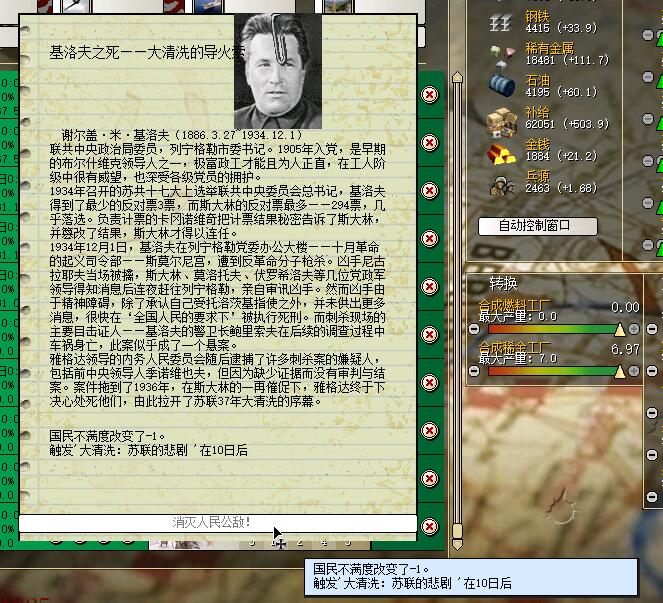 基洛夫之死——大清洗的导火索
谢尔盖·米·基洛夫（1886.3.27 1934.12.1）
联共中央政治局委员，列宁格勒市委书记。1905年入党，是早期
的布尔什维克领导人之一，极富政工才能且为人正直，在工人阶
级中很有威望，也深受各级党员的拥护。
1934年召开的苏共十七大上选举联共中央委员会总书记，基洛夫
得到了最少的反对票3票，而斯大林的反对票最多——294票，几
乎落选。负责计票的卡冈诺维奇把计票结果秘密告诉了斯大林，
并篡改了结果，斯大林才得以连任。
1934年12月1日，基洛夫在列宁格勒党委办公大楼——十月革命
的起义司令部——斯莫尔尼宫，遭到反革命分子枪杀。凶手尼古
拉耶夫当场被擒，斯大林、莫洛托夫、伏罗希洛夫等几位党政军
领导得知消息后连夜赶往列宁格勒，亲自审讯凶手。然而凶手由
于精神障碍，除了承认自己受托洛茨基指使之外，并未供出更多
消息，很快在‘全国人民的要求下’被执行死刑。而刺杀现场的
主要目击证人——基洛夫的警卫长鲍里索夫在后续的调查过程中
车祸身亡，此案似乎成了一个悬案。
雅格达领导的内务人民委员会随后逮捕了许多刺杀案的嫌疑人，
包括前中央领导人季诺维也夫，但因为缺少证据而没有审判与结
案。案件拖到了1936年，在斯大林的一再催促下，雅格达终于下
决心处死他们，由此拉开了苏联37年大清洗的序幕。
国民不满度改变了-1。
触发'大清洗：苏联的悲剧 '在10日后
消灭人民公敌!
钢铁
4415 (+33.9)
稀有金属
18481 (+111.7)
石油
4195 (+60.1)
补给
62051 (+503.9)
金钱
1884 (+21.2)
兵源
2463 (+1.68)
自动控制窗口
转换
合成燃料工厂 0.00
最大产量: 0.0
合成稀金工厂 6.97
最大产量: 7.0
国民不满度改变了-1。
触发'大清洗：苏联的悲剧 '在10日后